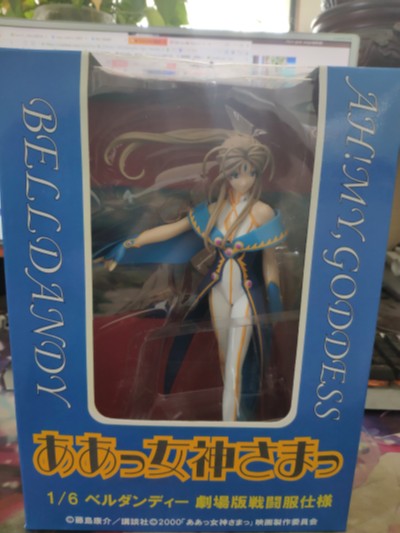 BELLDANDY
AH! MY GODDESS
ああっ女神さまっ
1/6 ベルダンディー 劇場版戦闘服仕様
©藤島康介／講談社©2000「ああっ女神さまっ」映画製作委員会